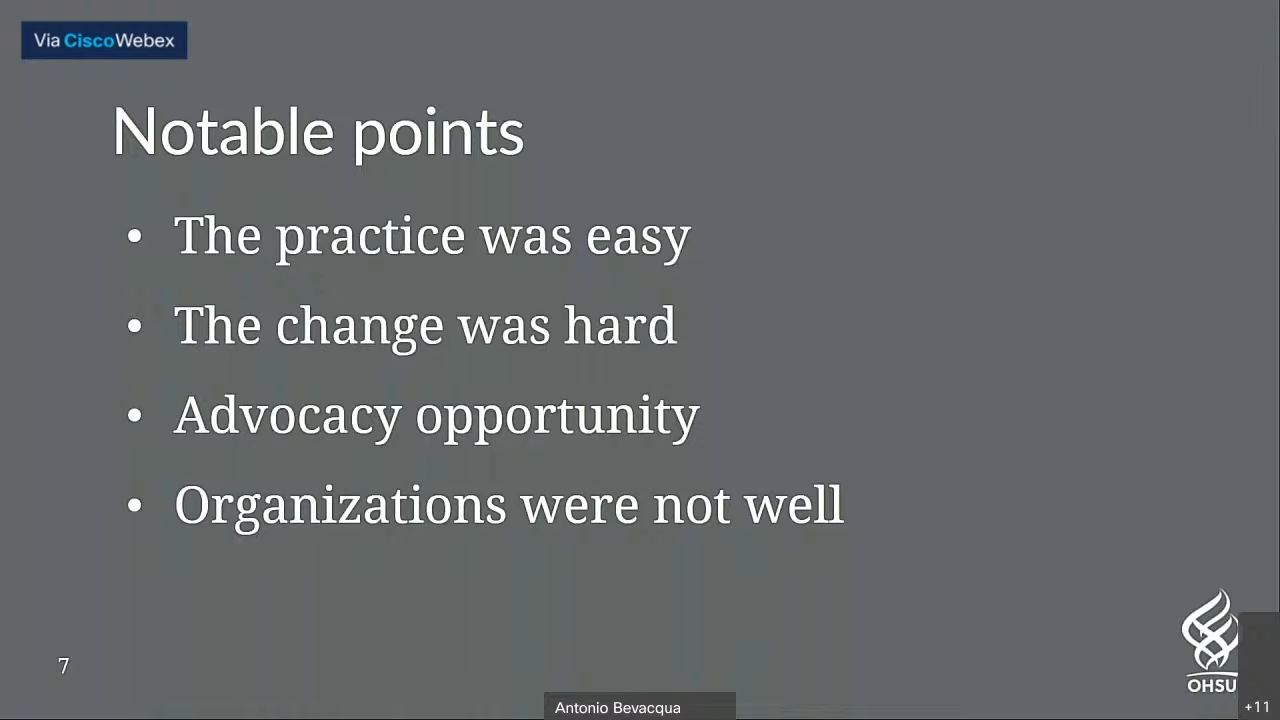 Via CiscoWebex
Notable points
• The practice was easy
• The change was hard
• Advocacy opportunity
• Organizations were not well
7
OHSU
Antonio Bevacqua
+11